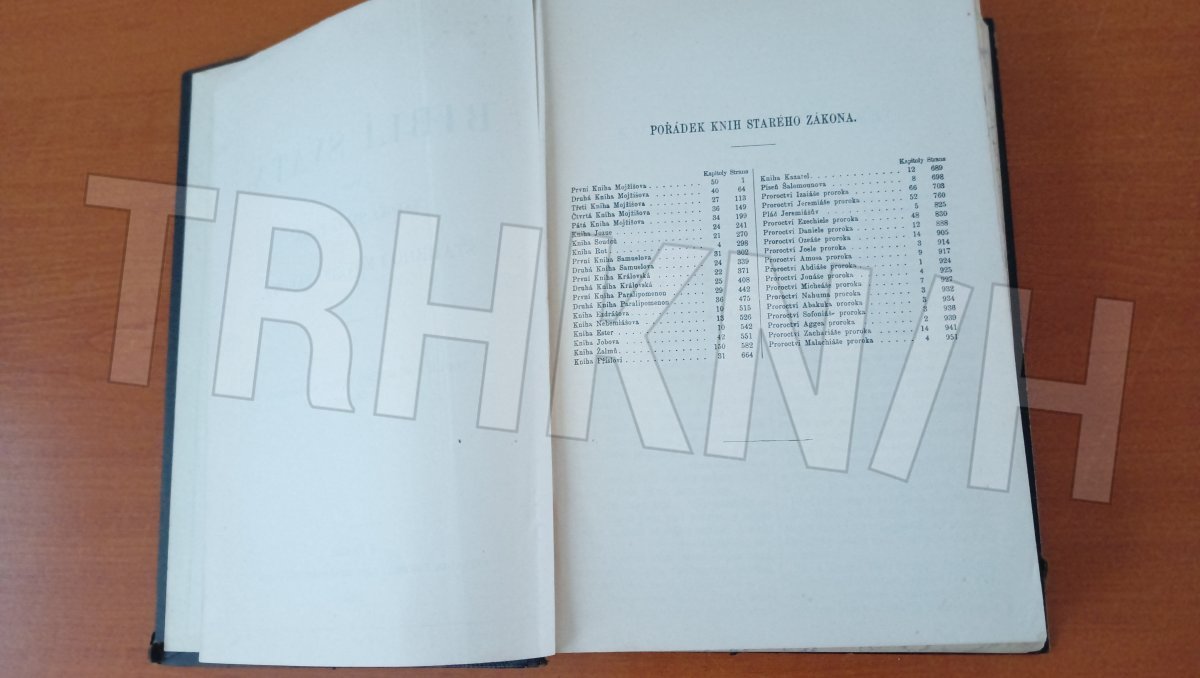 POŘÁDEK KNIH STARÉHO ZÁKONA.
Kapitoly Strana
První Kniha Mojžíšova . . . . . . . 50 1
Druhá Kniha Mojžíšova . . . . . . . 40 64
Třetí Kniha Mojžíšova . . . . . . . 27 113
Čtvrtá Kniha Mojžíšova . . . . . . . 36 149
Pátá Kniha Mojžíšova . . . . . . . 34 199
Kniha Josue . . . . . . . 24 241
Kniha Soudců . . . . . . . 21 270
Kniha Rut . . . . . . . 4 298
První Kniha Samuelova . . . . . . . 31 302
Druhá Kniha Samuelova . . . . . . . 24 339
První Kniha Královská . . . . . . . 22 371
Druhá Kniha Královská . . . . . . . 25 408
První Kniha Paralipomenon . . . . . . . 29 442
Druhá Kniha Paralipomenon . . . . . . . 36 475
Kniha Ezdrášova . . . . . . . 10 515
Kniha Nehemiášova . . . . . . . 13 526
Kniha Ester . . . . . . . 10 542
Kniha Jobova . . . . . . . 42 551
Kniha Žalmů . . . . . . . 150 582
Kniha Přísloví . . . . . . . 31 664
Kapitoly Strana
Kniha Kazatel . . . . . . . 12 689
Píseň Šalomounova . . . . . . . 8 698
Proroctví Izaiáše proroka . . . . . 66 703
Proroctví Jeremiáše proroka . . . . . 52 760
Pláč Jeremiášův . . . . . . . 5 825
Proroctví Ezechiele proroka . . . . . 48 830
Proroctví Daniele proroka . . . . . 12 888
Proroctví Ozeáše proroka . . . . . 14 905
Proroctví Joele proroka . . . . . 3 914
Proroctví Amosa proroka . . . . . 9 917
Proroctví Abdiáše proroka . . . . . 1 924
Proroctví Jonáše proroka . . . . . 4 925
Proroctví Micheáše proroka . . . . . 7 927
Proroctví Nahuma proroka . . . . . 3 932
Proroctví Abakuka proroka . . . . . 3 934
Proroctví Sofoniáše proroka . . . . . 3
Proroctví Aggea proroka . . . . . 2 939
Proroctví Zachariáše proroka . . . . . 14 941
Proroctví Malachiáše proroka . . . . . 4 951
TRHKNIH